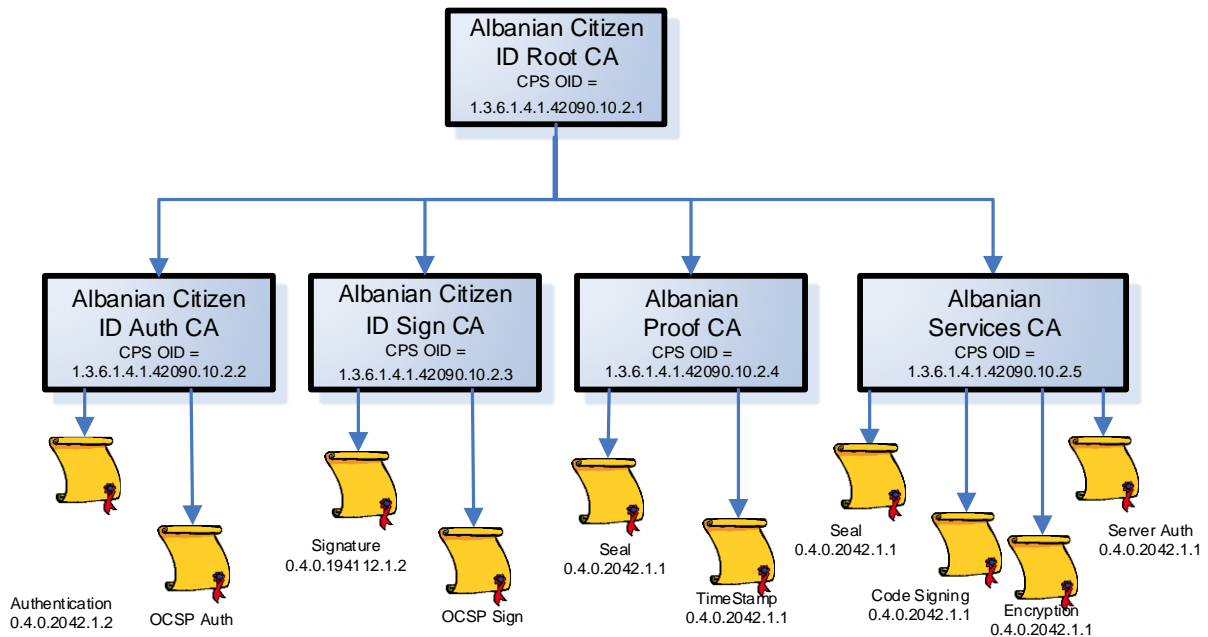 Albanian Citizen
ID Root CA
CPS OID =
1.3.6.1.4.1.42090.10.2.1
Albanian Citizen
ID Auth CA
CPS OID =
1.3.6.1.4.1.42090.10.2.2
Albanian Citizen
ID Sign CA
CPS OID =
1.3.6.1.4.1.42090.10.2.3
Albanian
Proof CA
CPS OID =
1.3.6.1.4.1.42090.10.2.4
Albanian
Services CA
CPS OID =
1.3.6.1.4.1.42090.10.2.5
Authentication
0.4.0.2042.1.2
OCSP Auth
Signature
0.4.0.194112.1.2
OCSP Sign
Seal
0.4.0.2042.1.1
TimeStamp
0.4.0.2042.1.1
Seal
0.4.0.2042.1.1
Code Signing
0.4.0.2042.1.1
Encryption
0.4.0.2042.1.1
Server Auth
0.4.0.2042.1.1